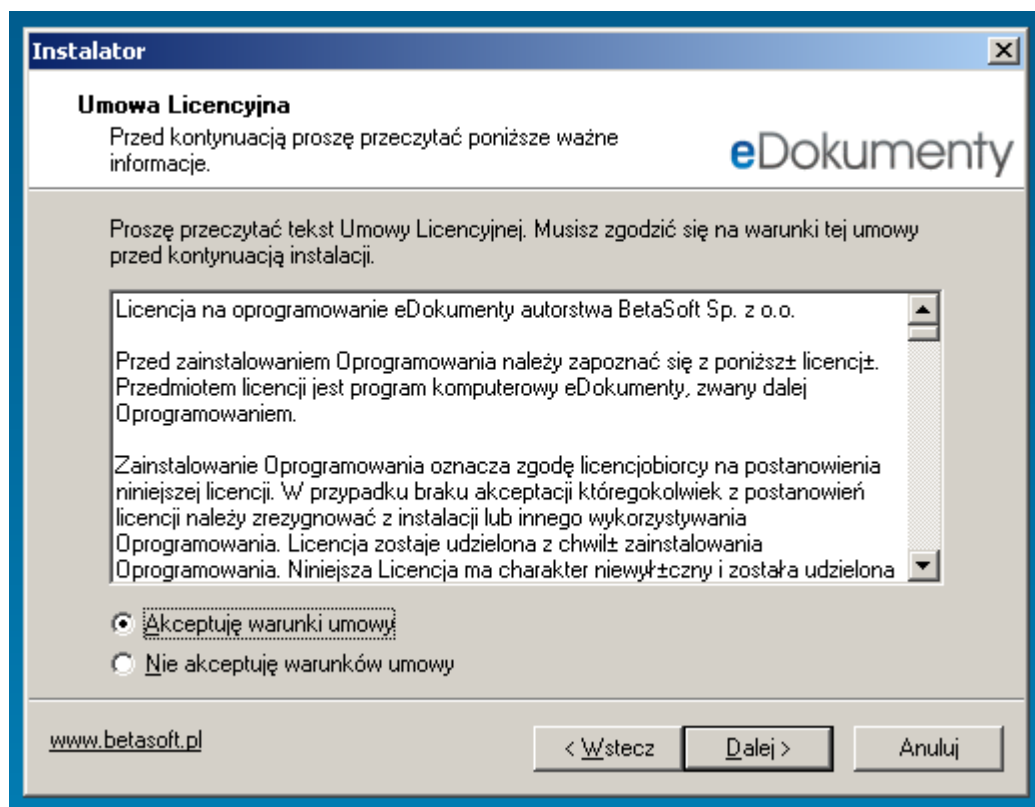 Instalator
Umowa Licencyjna
Przed kontynuacją proszę przeczytać poniższe ważne
informacje.
eDokumenty
Proszę przeczytać tekst Umowy Licencyjnej. Musisz zgodzić się na warunki tej umowy
przed kontynuacją instalacji.
Licencja na oprogramowanie eDokumenty autorstwa BetaSoft Sp. z o.o.
Przed zainstalowaniem Oprogramowania należy zapoznać się z poniższ± licencj±.
Przedmiotem licencji jest program komputerowy eDokumenty, zwany dalej
Oprogramowaniem.
Zainstalowanie Oprogramowania oznacza zgodę licencjobiorcy na postanowienia
niniejszej licencji. W przypadku braku akceptacji któregokolwiek z postanowień
licencji należy zrezygnować z instalacji lub innego wykorzystywania
Oprogramowania. Licencja zostaje udzielona z chwil± zainstalowania
Oprogramowania. Niniejsza Licencja ma charakter niewył±czny i została udzielona
Akceptuję warunki umowy
Nie akceptuję warunków umowy
www.betasoft.pl
< Wstecz
Dalej >
Anuluj